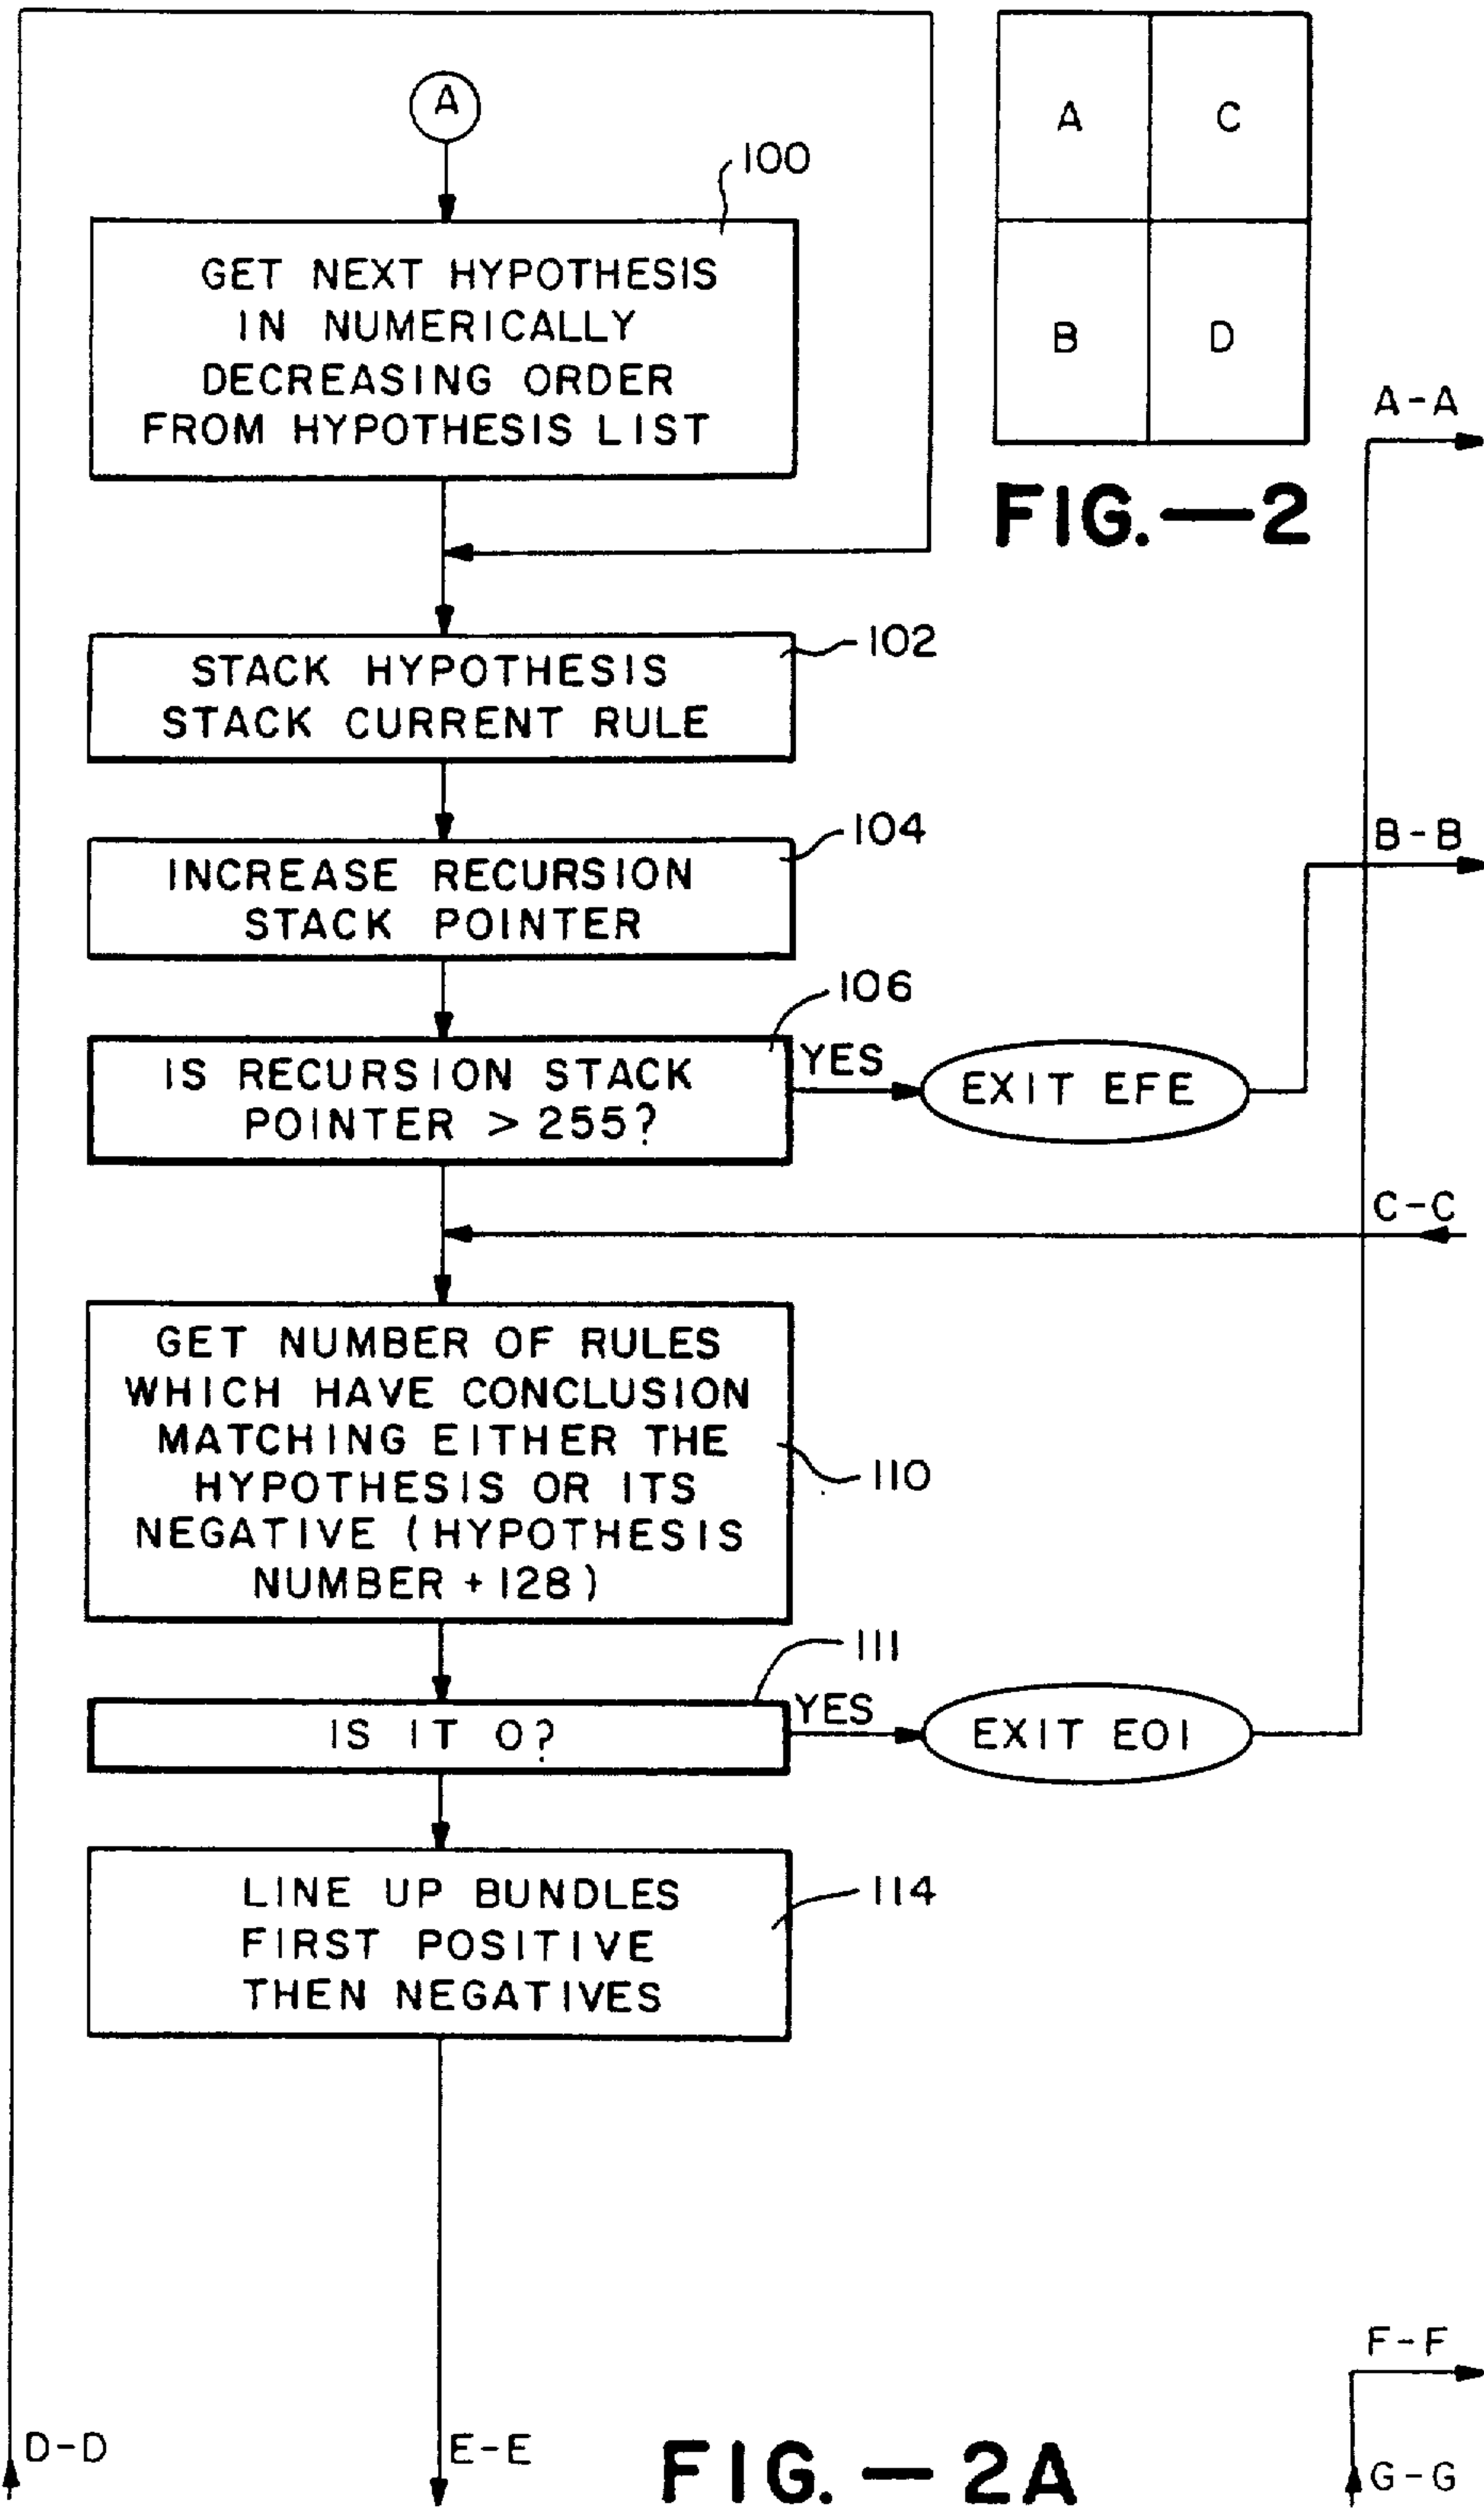 A
100
GET NEXT HYPOTHESIS
IN NUMERICALLY
DECREASING ORDER
FROM HYPOTHESIS LIST
A C
B D
FIG.—2
A-A
102
STACK HYPOTHESIS
STACK CURRENT RULE
104
INCREASE RECURSION
STACK POINTER
B-B
106
IS RECURSION STACK
POINTER > 255?
YES
EXIT EFE
C-C
GET NUMBER OF RULES
WHICH HAVE CONCLUSION
MATCHING EITHER THE
HYPOTHESIS OR ITS
NEGATIVE (HYPOTHESIS
NUMBER + 128)
110
111
IS IT 0?
YES
EXIT EOI
LINE UP BUNDLES
FIRST POSITIVE
THEN NEGATIVES
114
F-F
D-D
E-E
G-G
FIG.—2A